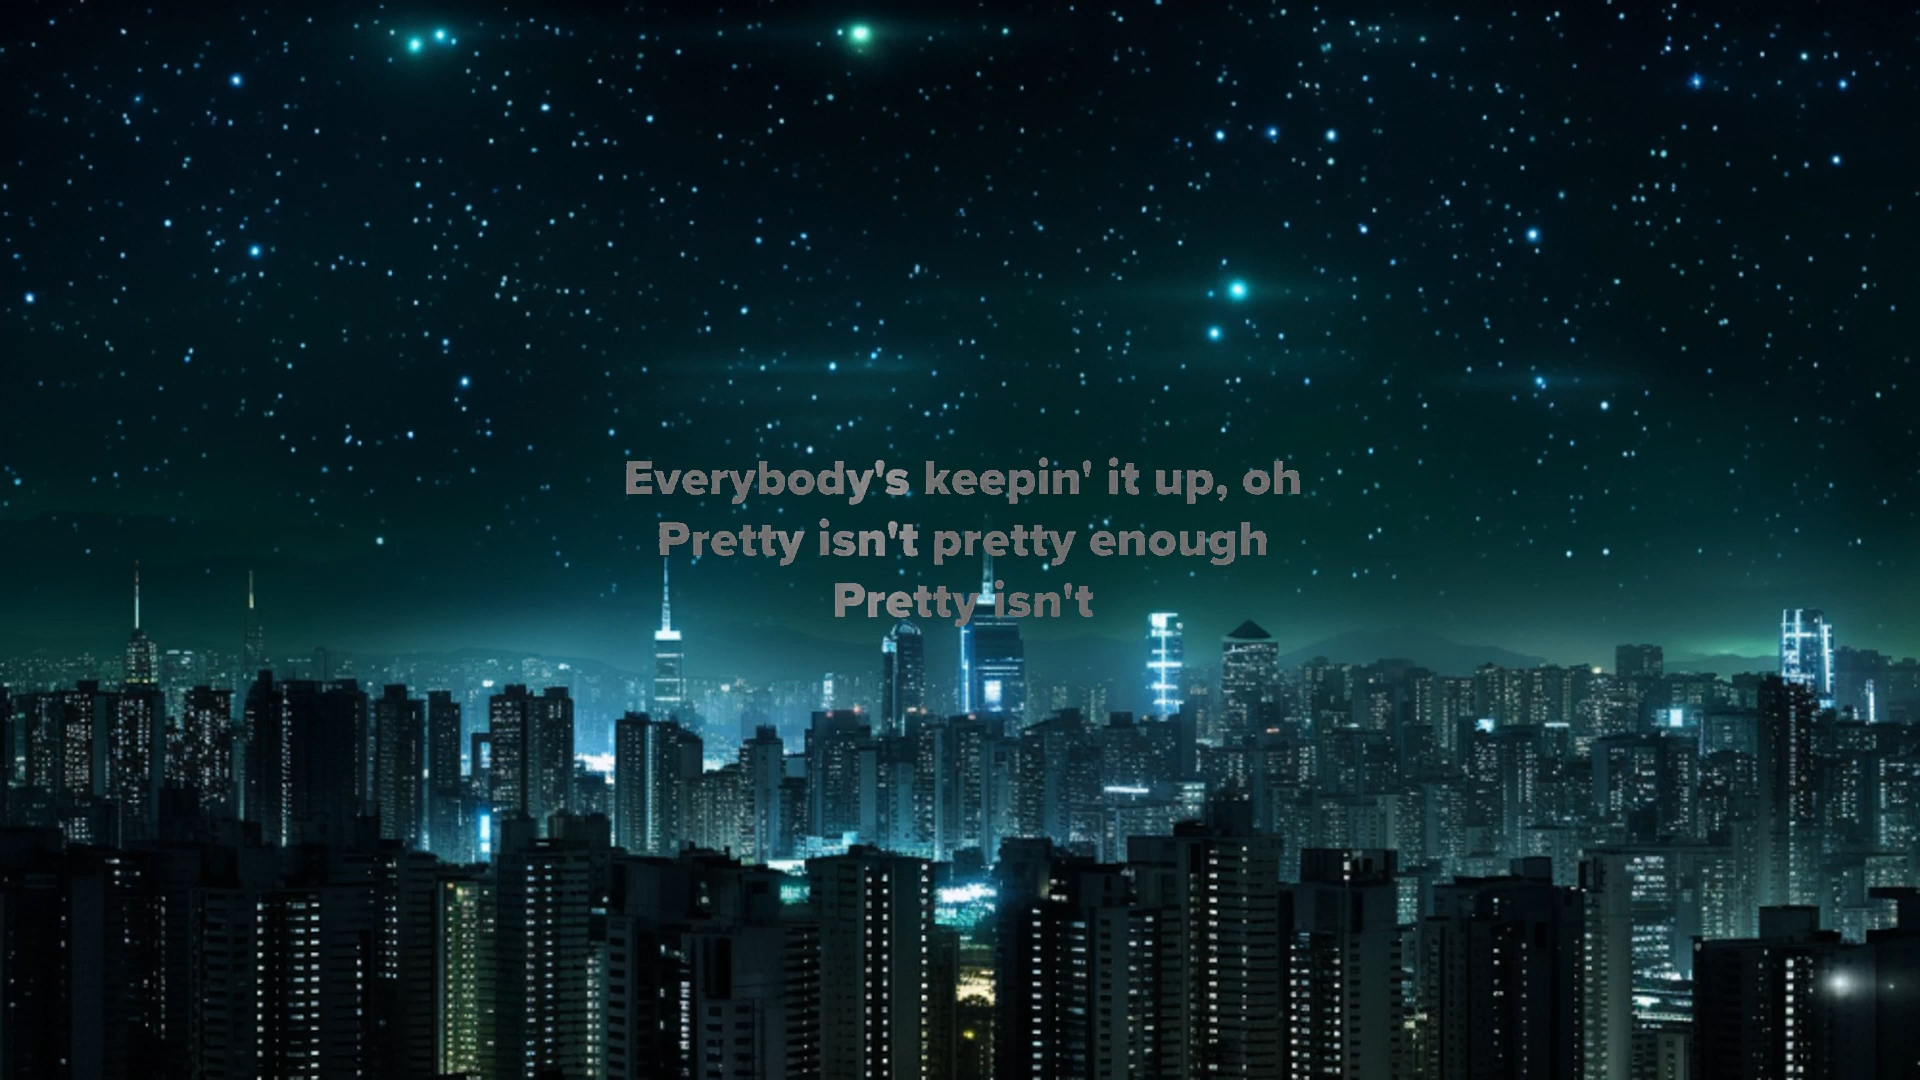 Everybody's keepin' it up, oh
Pretty isn't pretty enough
Pretty isn't